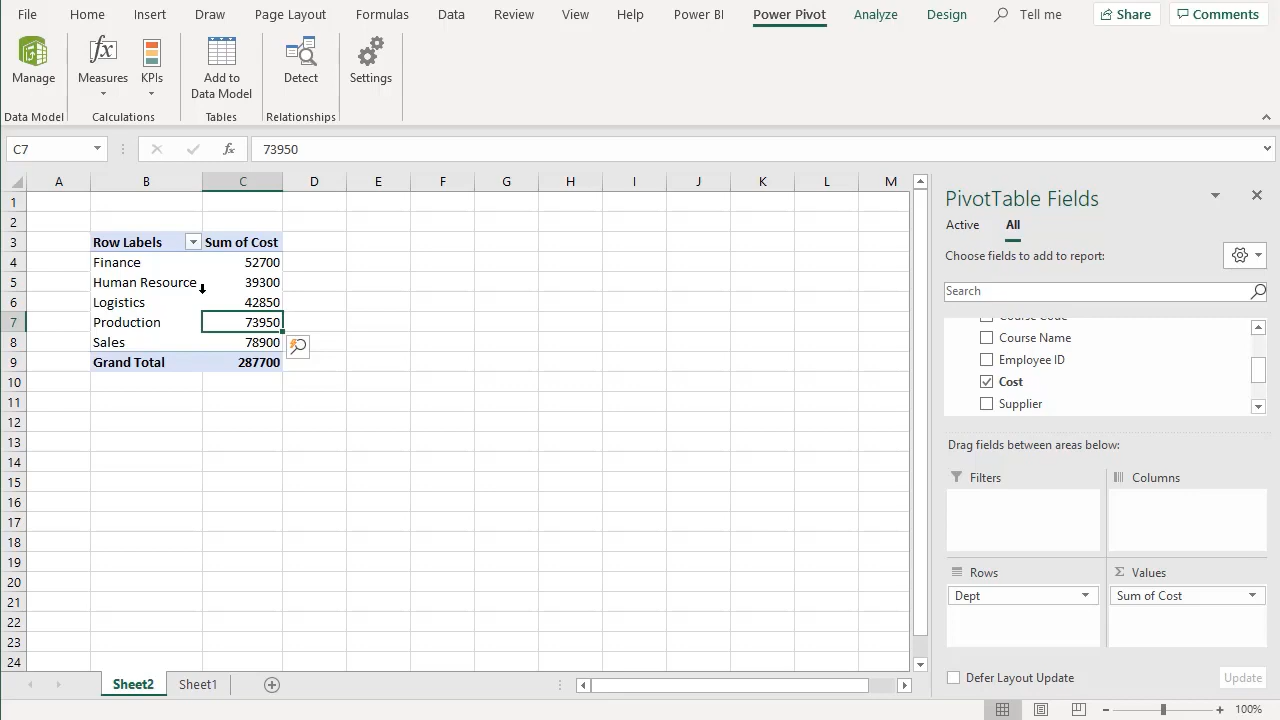 File Home Insert Draw Page Layout Formulas Data Review View Help Power BI Power Pivot Analyze Design Tell me Share Comments
Manage Measures KPIs Add to Data Model Detect Settings
Data Model Calculations Tables Relationships
C7 fx 73950
A B C D E F G H I J K L M
1
2
3 Row Labels Sum of Cost
4 Finance 52700
5 Human Resource 39300
6 Logistics 42850
7 Production 73950
8 Sales 78900
9 Grand Total 287700
10
11
12
13
14
15
16
17
18
19
20
21
22
23
24
PivotTable Fields
Active All
Choose fields to add to report:
Search
Course Code
Course Name
Employee ID
Cost
Supplier
Drag fields between areas below:
Filters Columns
Rows Σ Values
Dept Sum of Cost
Defer Layout Update Update
Sheet2 Sheet1
- + 100%